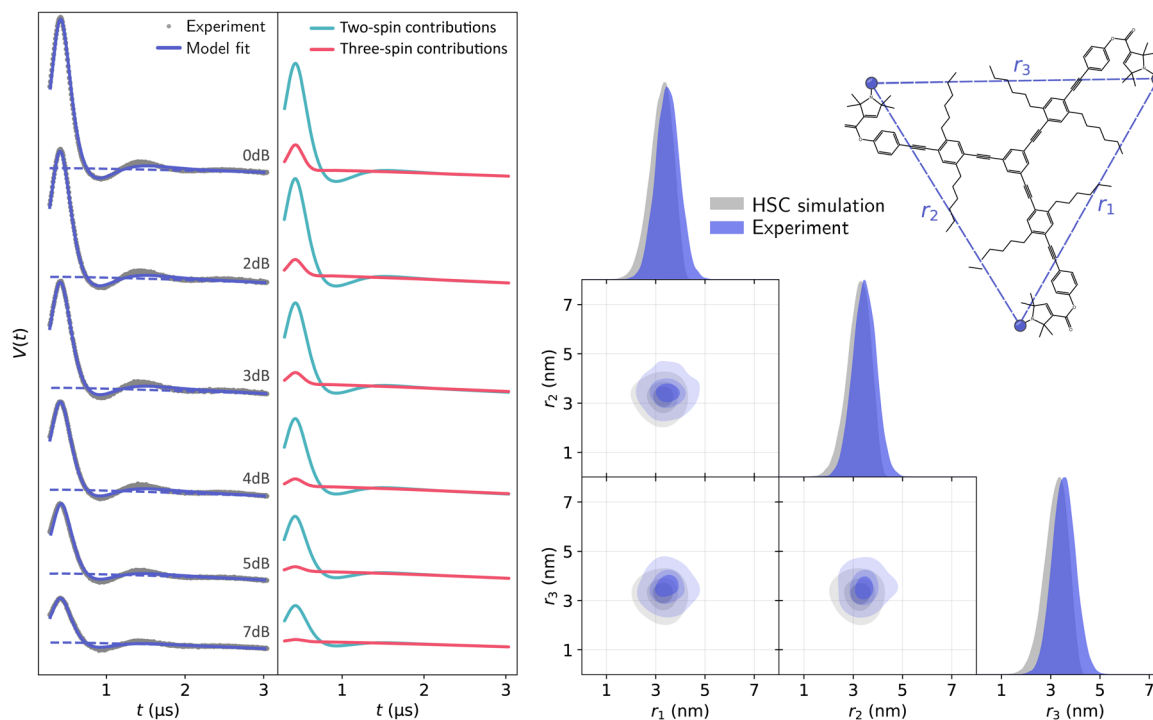 Experiment
Model fit
0dB
2dB
3dB
4dB
5dB
7dB
V(t)
1 2 3
t (µs)
Two-spin contributions
Three-spin contributions
1 2 3
t (µs)
HSC simulation
Experiment
r₃
r₂
r₁
7
5
3
1
r₂ (nm)
7
5
3
1
r₃ (nm)
1 3 5 7
r₁ (nm)
1 3 5 7
r₂ (nm)
1 3 5 7
r₃ (nm)